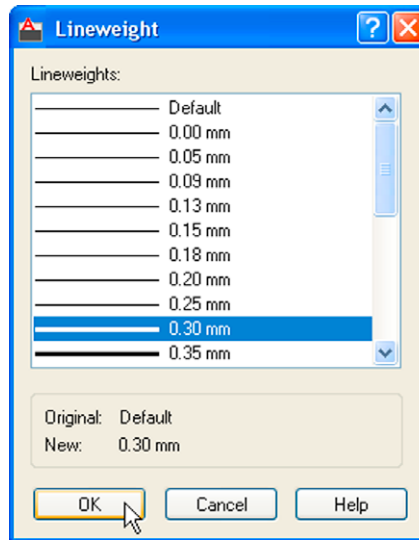 Lineweight
Lineweights:
Default
0.00 mm
0.05 mm
0.09 mm
0.13 mm
0.15 mm
0.18 mm
0.20 mm
0.25 mm
0.30 mm
0.35 mm
Original: Default
New: 0.30 mm
OK Cancel Help